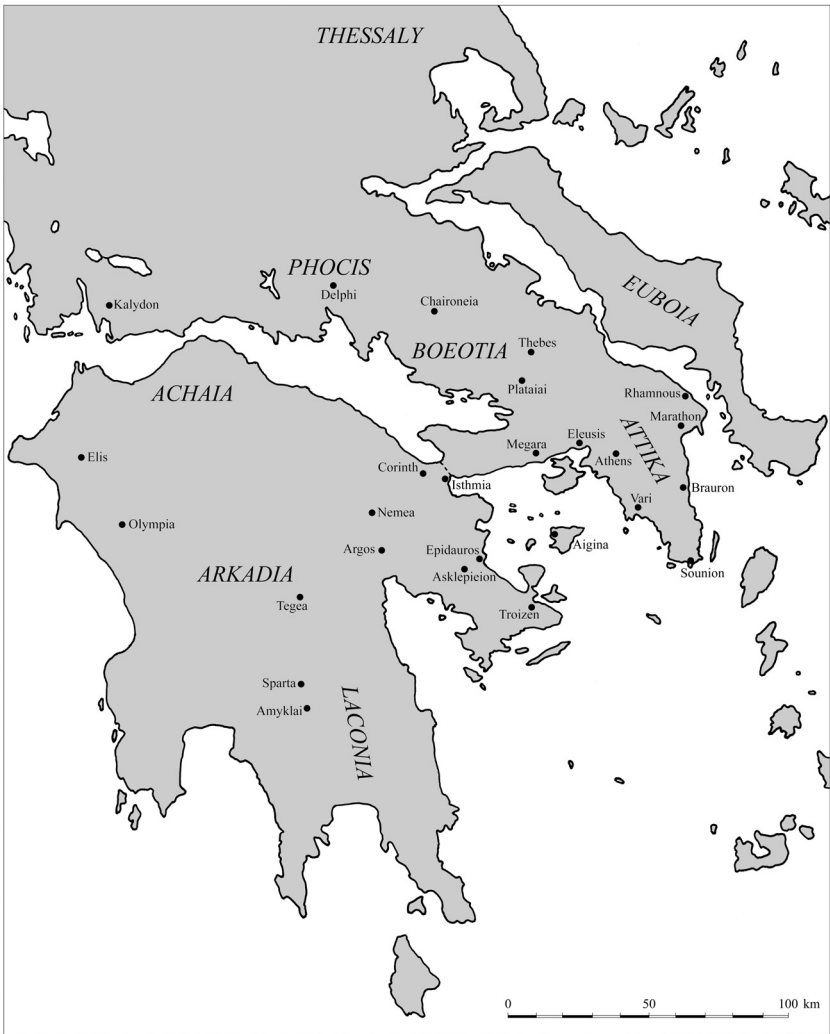 THESSALY
PHOCIS
Delphi
Kalydon
Chaironeia
EUBOIA
BOEOTIA
Thebes
Plataiai
ACHAIA
Rhamnous
Marathon
ATTIKA
Eleusis
Megara
Athens
Elis
Corinth
Isthmia
Brauron
Vari
Nemea
Olympia
Aigina
Argos
Epidauros
Asklepieion
Sounion
ARKADIA
Tegea
Troizen
Sparta
LACONIA
Amyklai
0 50 100 km